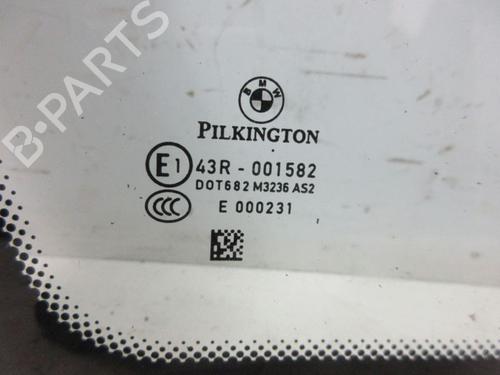 BMW
PILKINGTON
E1 43R - 001582
DOT682 M3236 AS2
CCC E 000231
B-PARTS